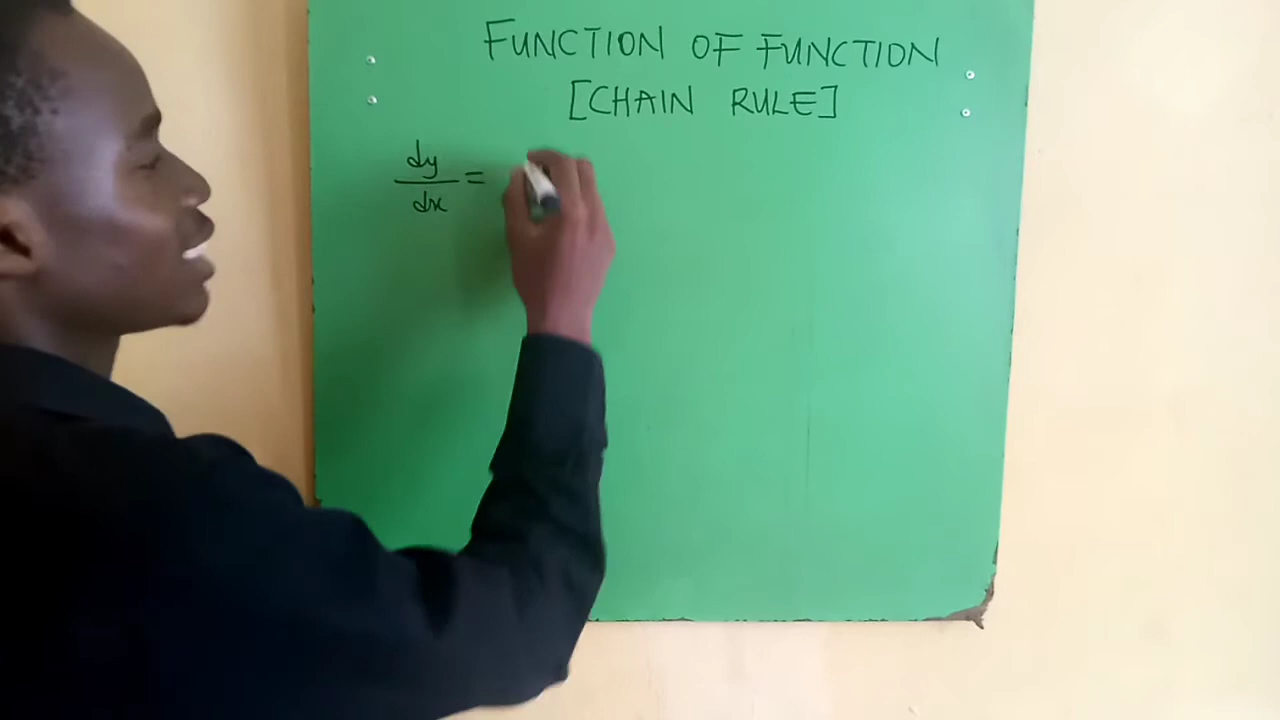 FUNCTION OF FUNCTION
[CHAIN RULE]
dy/dx =